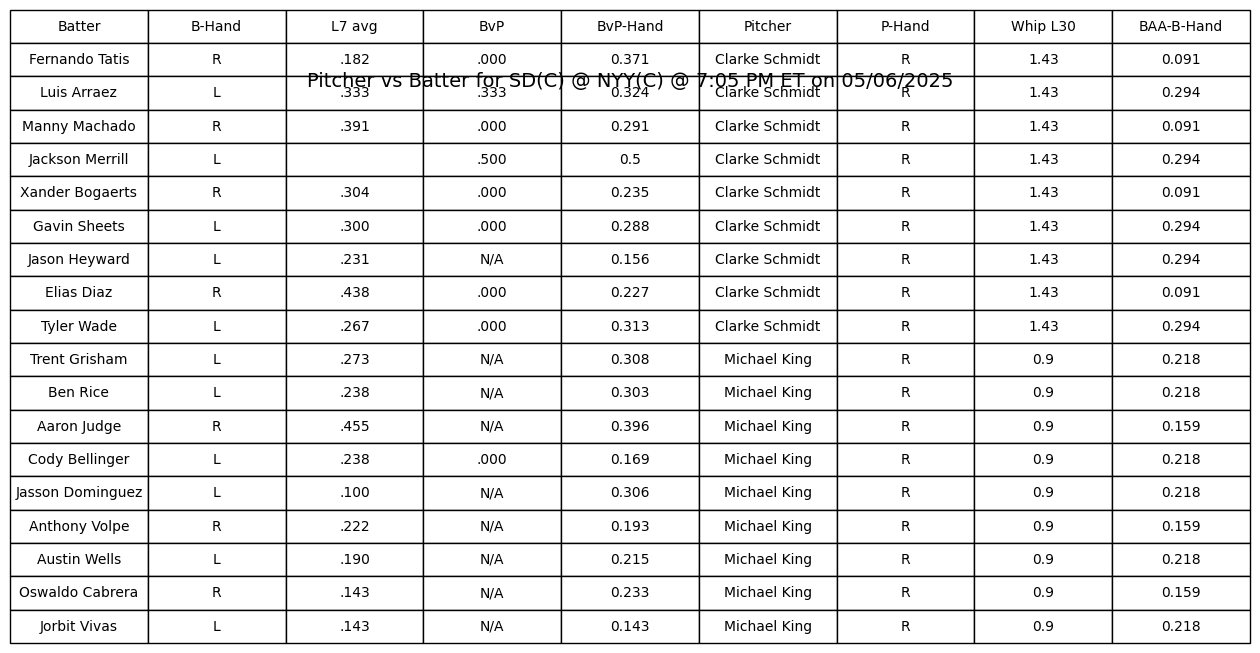 Batter B-Hand L7 avg BvP BvP-Hand Pitcher P-Hand Whip L30 BAA-B-Hand
Fernando Tatis R .182 .000 0.371 Clarke Schmidt R 1.43 0.091
Pitcher vs Batter for SD(C) @ NYY(C) @ 7:05 PM ET on 05/06/2025
Luis Arraez L .333 .333 0.324 Clarke Schmidt R 1.43 0.294
Manny Machado R .391 .000 0.291 Clarke Schmidt R 1.43 0.091
Jackson Merrill L .500 0.5 Clarke Schmidt R 1.43 0.294
Xander Bogaerts R .304 .000 0.235 Clarke Schmidt R 1.43 0.091
Gavin Sheets L .300 .000 0.288 Clarke Schmidt R 1.43 0.294
Jason Heyward L .231 N/A 0.156 Clarke Schmidt R 1.43 0.294
Elias Diaz R .438 .000 0.227 Clarke Schmidt R 1.43 0.091
Tyler Wade L .267 .000 0.313 Clarke Schmidt R 1.43 0.294
Trent Grisham L .273 N/A 0.308 Michael King R 0.9 0.218
Ben Rice L .238 N/A 0.303 Michael King R 0.9 0.218
Aaron Judge R .455 N/A 0.396 Michael King R 0.9 0.159
Cody Bellinger L .238 .000 0.169 Michael King R 0.9 0.218
Jasson Dominguez L .100 N/A 0.306 Michael King R 0.9 0.218
Anthony Volpe R .222 N/A 0.193 Michael King R 0.9 0.159
Austin Wells L .190 N/A 0.215 Michael King R 0.9 0.218
Oswaldo Cabrera R .143 N/A 0.233 Michael King R 0.9 0.159
Jorbit Vivas L .143 N/A 0.143 Michael King R 0.9 0.218